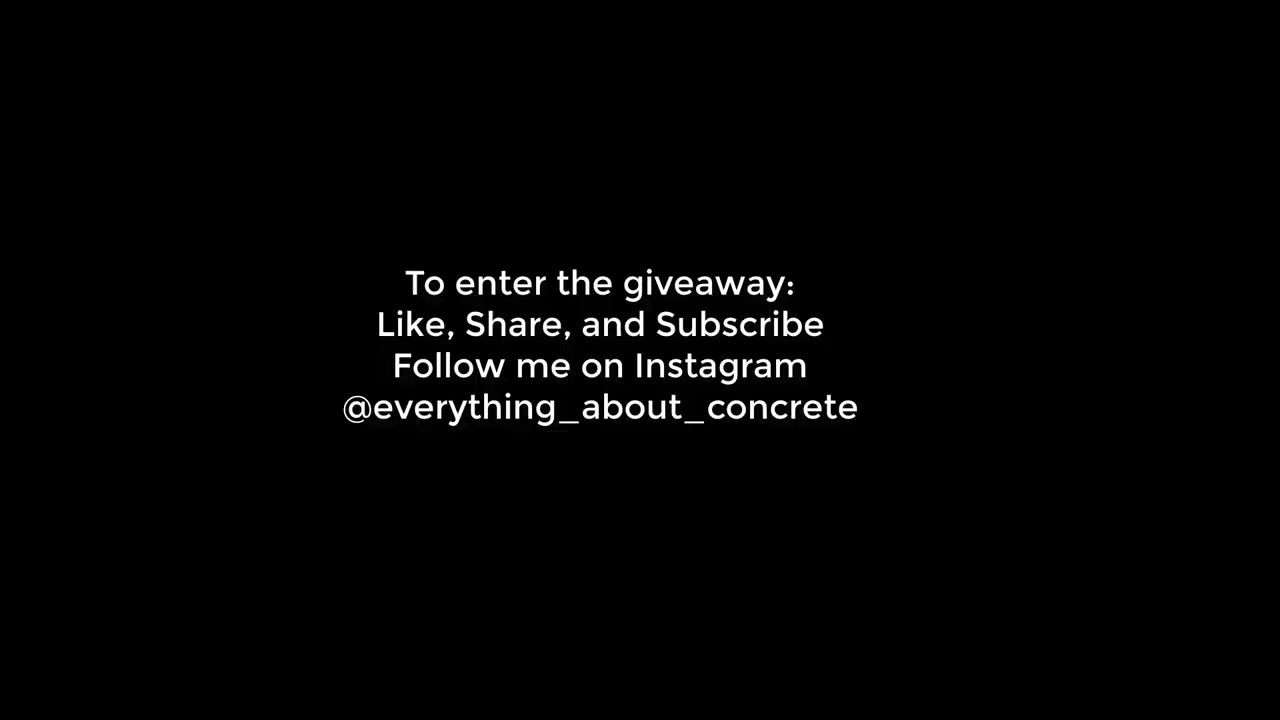 To enter the giveaway:
Like, Share, and Subscribe
Follow me on Instagram
@everything_about_concrete